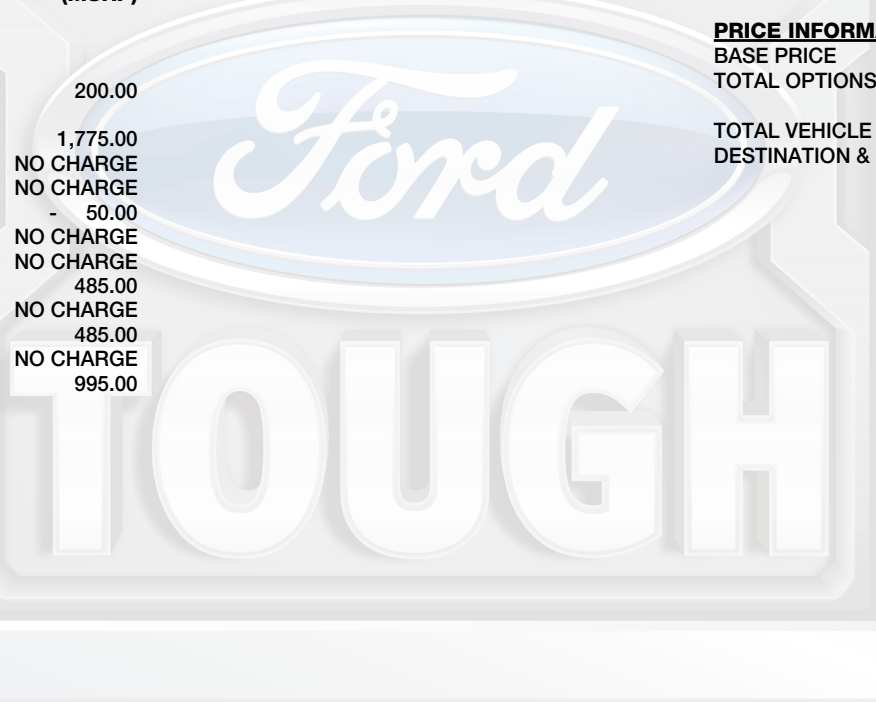 (MSRP)
200.00
1,775.00
NO CHARGE
NO CHARGE
- 50.00
NO CHARGE
NO CHARGE
485.00
NO CHARGE
485.00
NO CHARGE
995.00
PRICE INFORM
BASE PRICE
TOTAL OPTIONS
TOTAL VEHICLE
DESTINATION &
Ford
TOUGH